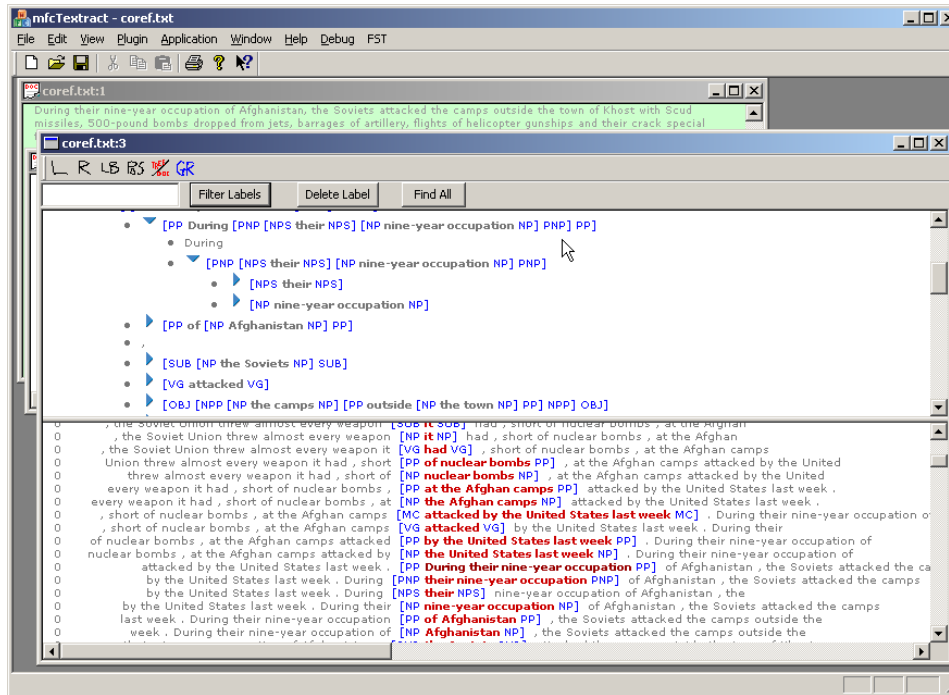 mfcTextract - coref.txt
File Edit View Plugin Application Window Help Debug FST
coref.txt:1
During their nine-year occupation of Afghanistan, the Soviets attacked the camps outside the town of Khost with Scud
missiles, 500-pound bombs dropped from jets, barrages of artillery, flights of helicopter gunships and their crack special
coref.txt:3
L R LB GR
Filter Labels Delete Label Find All
[PP During [PNP [NPS their NPS] [NP nine-year occupation NP] PNP] PP]
During
[PNP [NPS their NPS] [NP nine-year occupation NP] PNP]
[NPS their NPS]
[NP nine-year occupation NP]
[PP of [NP Afghanistan NP] PP]
,
[SUB [NP the Soviets NP] SUB]
[VG attacked VG]
[OBJ [NPP [NP the camps NP] [PP outside [NP the town NP] PP] NPP] OBJ]
0 , the Soviet Union threw almost every weapon [SUB it SUB] had , short of nuclear bombs , at the Afghan
0 , the Soviet Union threw almost every weapon [NP it NP] had , short of nuclear bombs , at the Afghan
0 , the Soviet Union threw almost every weapon it [VG had VG] , short of nuclear bombs , at the Afghan camps
0 Union threw almost every weapon it had , short [PP of nuclear bombs PP] , at the Afghan camps attacked by the United
0 threw almost every weapon it had , short of [NP nuclear bombs NP] , at the Afghan camps attacked by the United
0 every weapon it had , short of nuclear bombs , [PP at the Afghan camps PP] attacked by the United States last week .
0 every weapon it had , short of nuclear bombs , at [NP the Afghan camps NP] attacked by the United States last week .
0 , short of nuclear bombs , at the Afghan camps [MC attacked by the United States last week MC] . During their nine-year occupation o
0 , short of nuclear bombs , at the Afghan camps [VG attacked VG] by the United States last week . During their
0 of nuclear bombs , at the Afghan camps attacked [PP by the United States last week PP] . During their nine-year occupation of
0 nuclear bombs , at the Afghan camps attacked by [NP the United States last week NP] . During their nine-year occupation of
0 attacked by the United States last week . [PP During their nine-year occupation PP] of Afghanistan , the Soviets attacked the ca
0 by the United States last week . During [PNP their nine-year occupation PNP] of Afghanistan , the Soviets attacked the camps
0 by the United States last week . During [NPS their NPS] nine-year occupation of Afghanistan , the
0 by the United States last week . During their [NP nine-year occupation NP] of Afghanistan , the Soviets attacked the camps
0 last week . During their nine-year occupation [PP of Afghanistan PP] , the Soviets attacked the camps outside the
0 week . During their nine-year occupation of [NP Afghanistan NP] , the Soviets attacked the camps outside the